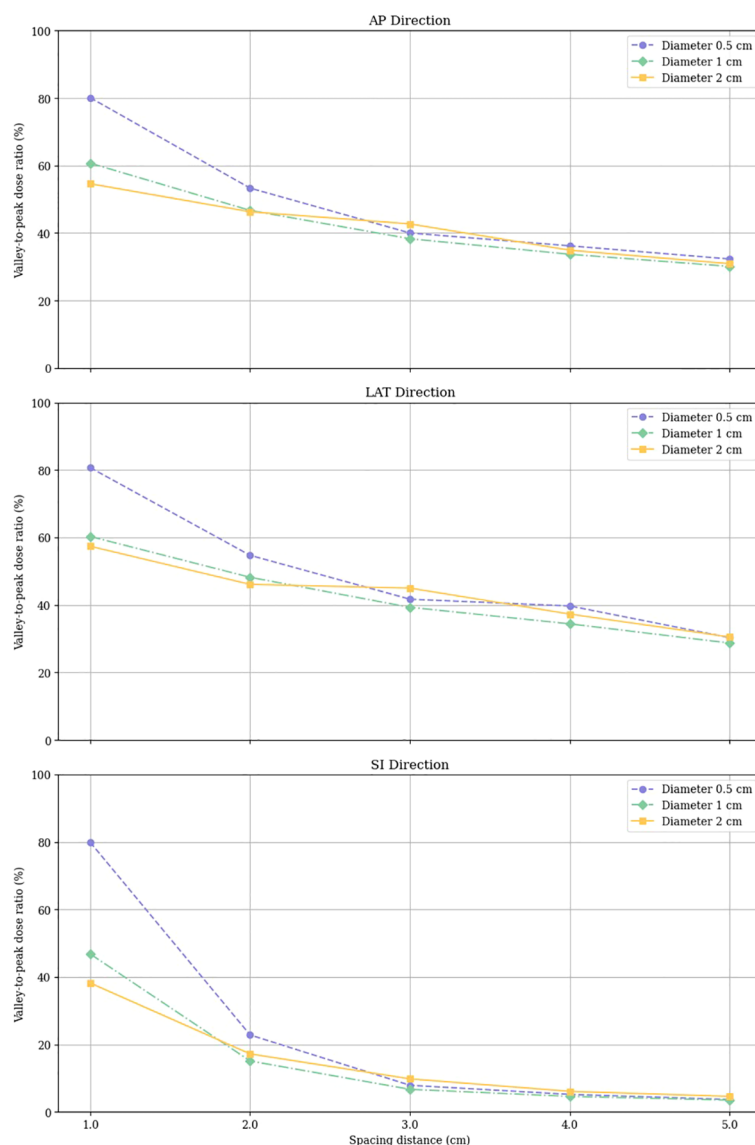 AP Direction
100
80
60
40
20
0
Valley-to-peak dose ratio (%)
Diameter 0.5 cm
Diameter 1 cm
Diameter 2 cm
LAT Direction
100
80
60
40
20
0
Valley-to-peak dose ratio (%)
Diameter 0.5 cm
Diameter 1 cm
Diameter 2 cm
SI Direction
100
80
60
40
20
0
Valley-to-peak dose ratio (%)
Diameter 0.5 cm
Diameter 1 cm
Diameter 2 cm
1.0 2.0 3.0 4.0 5.0
Spacing distance (cm)